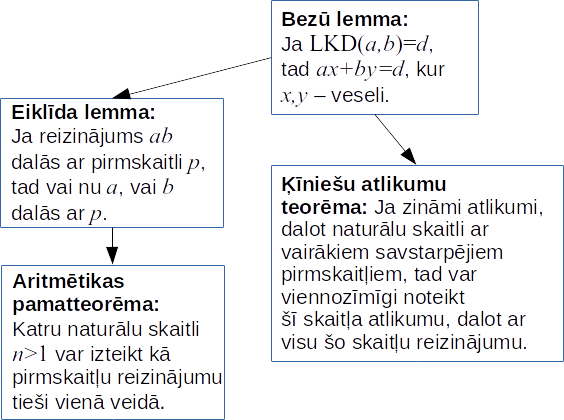 Bezū lemma:
Ja LKD(a,b)=d,
tad ax+by=d, kur
x,y – veseli.
Eiklīda lemma:
Ja reizinājums ab
dalās ar pirmskaitli p,
tad vai nu a, vai b
dalās ar p.
Ķīniešu atlikumu
teorēma: Ja zināmi atlikumi,
dalot naturālu skaitli ar
vairākiem savstarpējiem
pirmskaitļiem, tad var
viennozīmīgi noteikt
šī skaitļa atlikumu, dalot ar
visu šo skaitļu reizinājumu.
Aritmētikas
pamatteorēma:
Katru naturālu skaitli
n>1 var izteikt kā
pirmskaitļu reizinājumu
tieši vienā veidā.